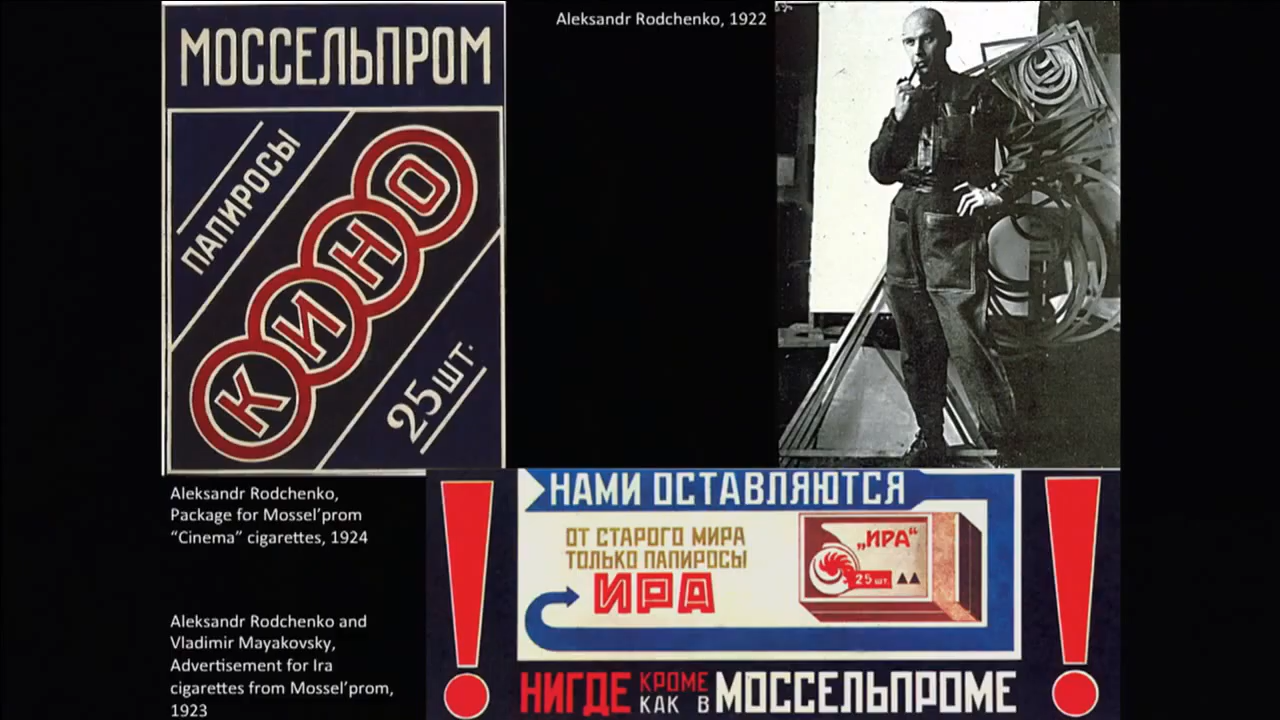 Aleksandr Rodchenko, 1922
МОССЕЛЬПРОМ
ПАПИРОСЫ
КИНО
25 ШТ.
Aleksandr Rodchenko,
Package for Mossel’prom
“Cinema” cigarettes, 1924
Aleksandr Rodchenko and
Vladimir Mayakovsky,
Advertisement for Ira
cigarettes from Mossel’prom,
1923
НАМИ ОСТАВЛЯЮТСЯ
ОТ СТАРОГО МИРА
ТОЛЬКО ПАПИРОСЫ
ИРА
„ИРА“
25 ШТ.
! !
НИГДЕ КРОМЕ
КАК В МОССЕЛЬПРОМЕ